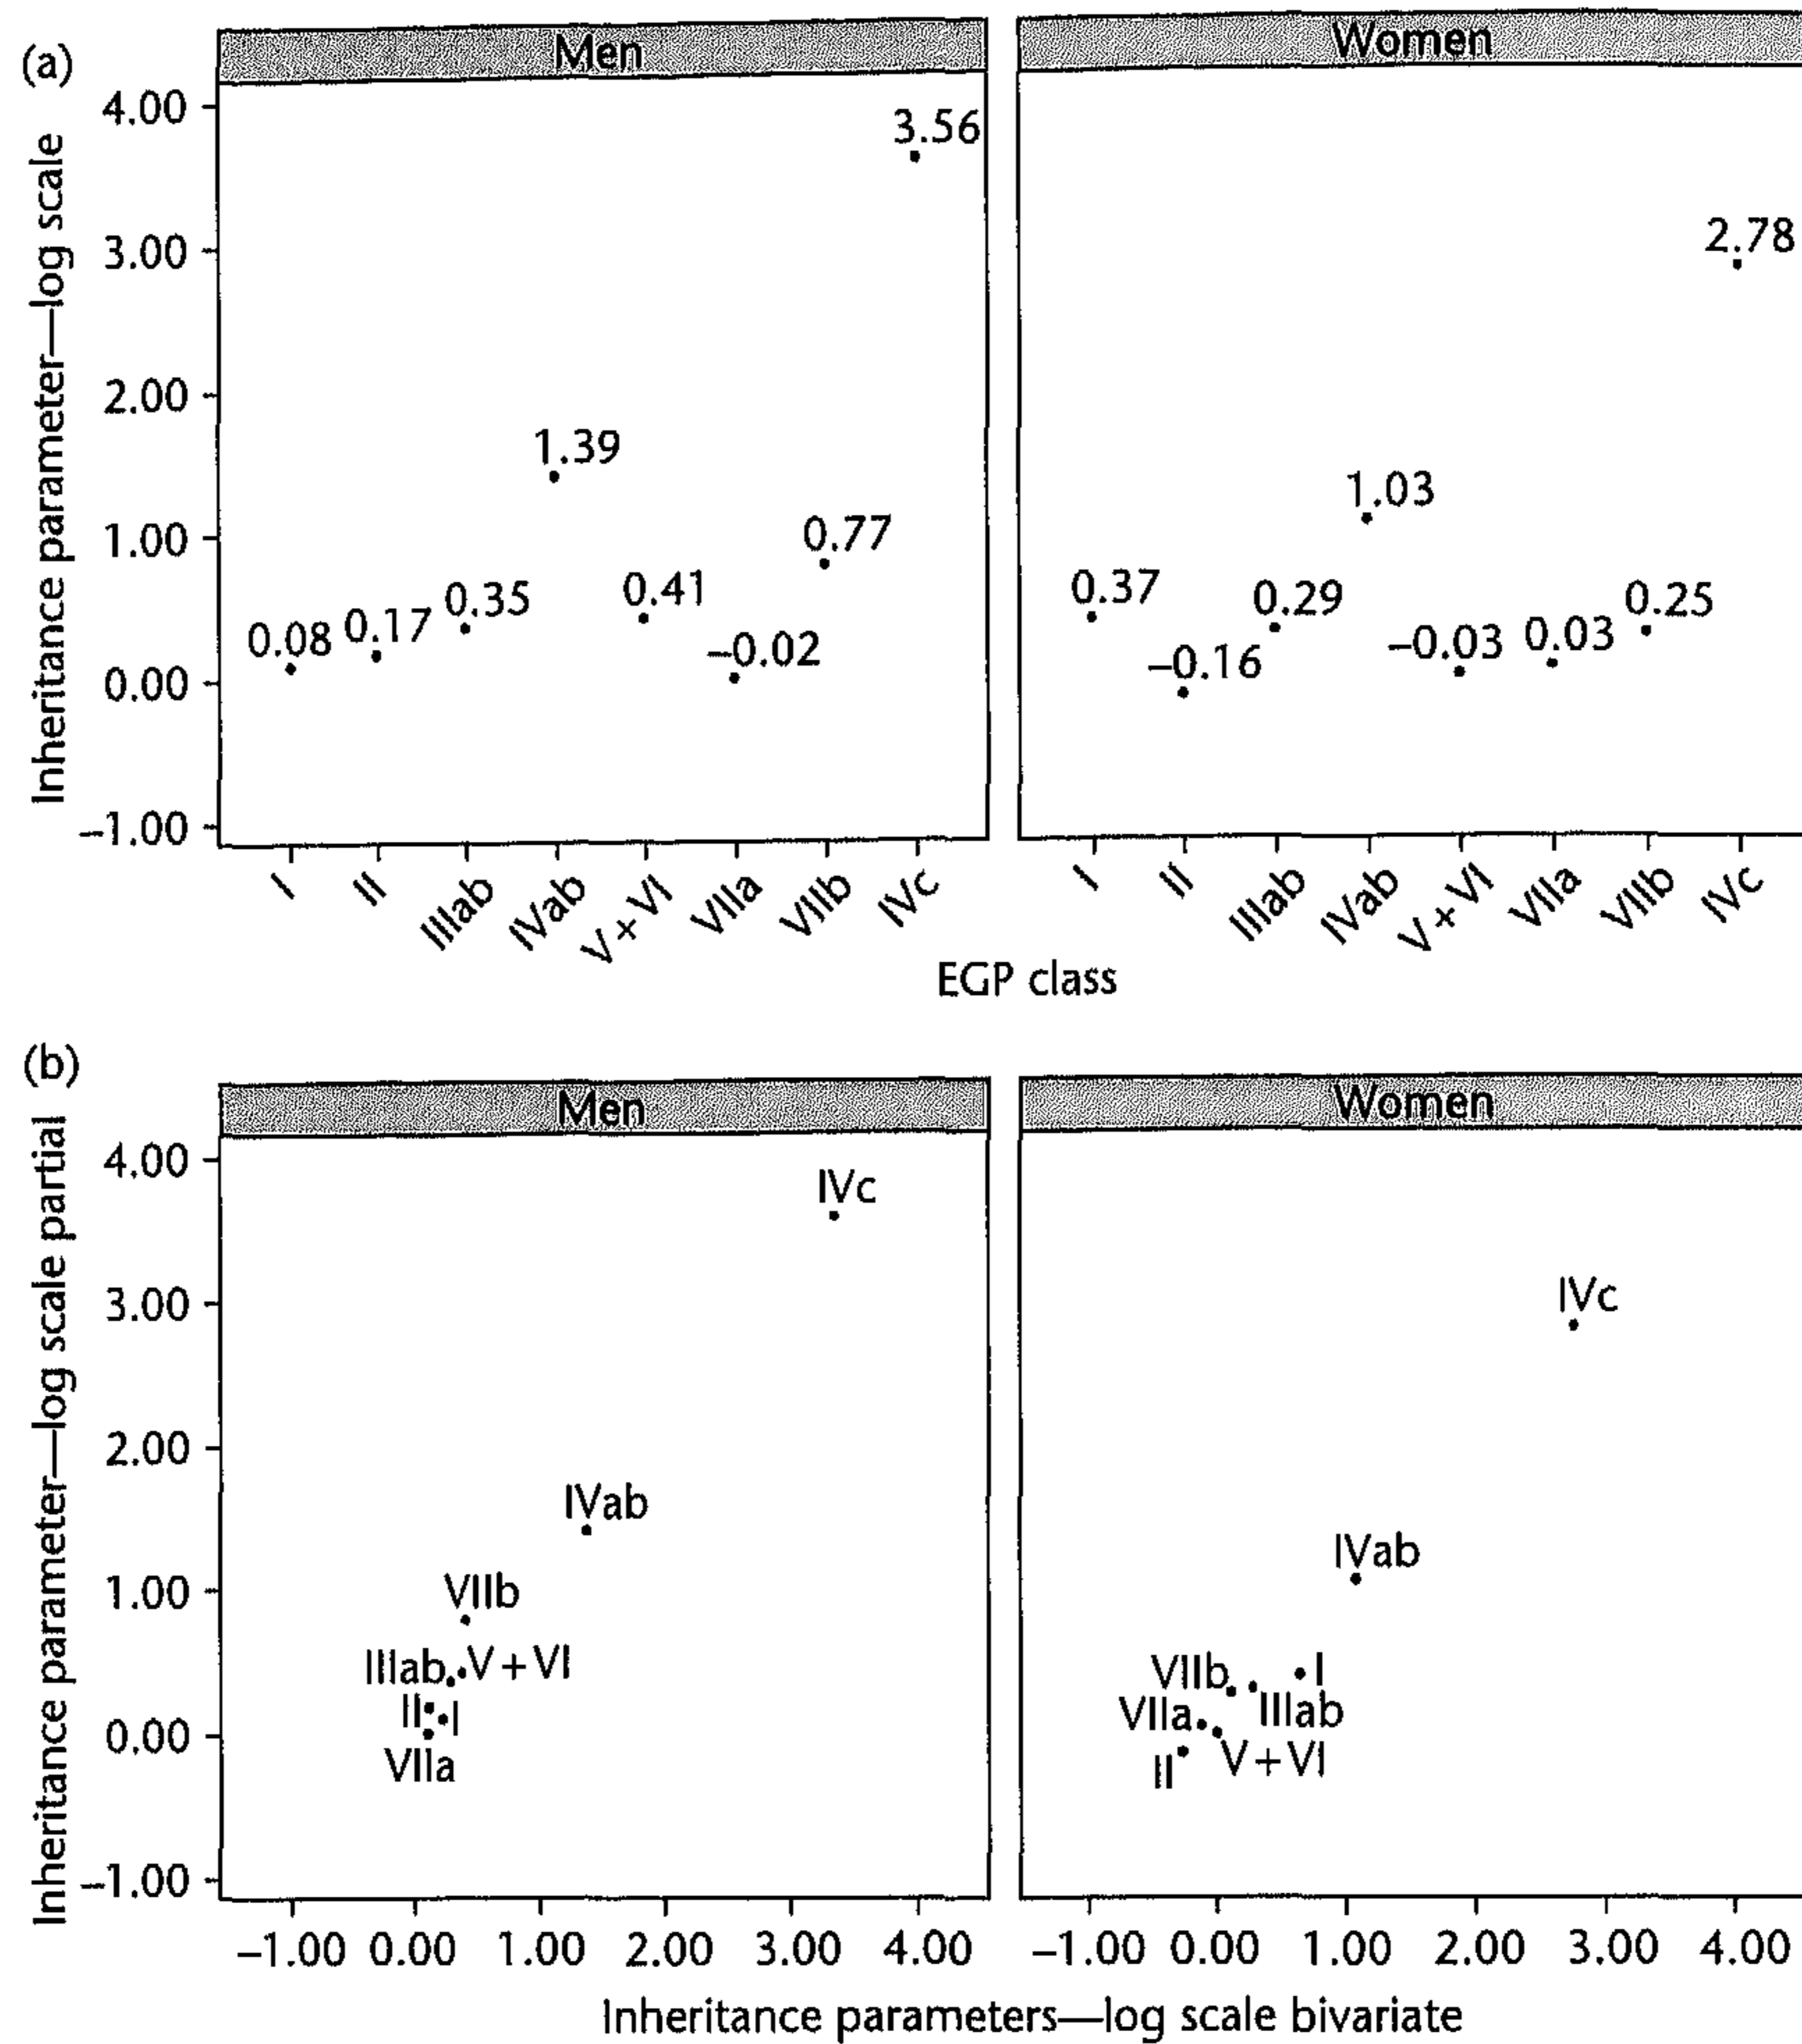 (a)
Men Women
Inheritance parameter—log scale
4.00
3.00
2.00
1.00
0.00
–1.00
0.08 0.17 0.35 1.39 0.41 –0.02 0.77 3.56
0.37 –0.16 0.29 1.03 –0.03 0.03 0.25 2.78
I II IIIab IVab V+VI VIIa VIIb IVc
I II IIIab IVab V+VI VIIa VIIb IVc
EGP class
(b)
Men Women
Inheritance parameter—log scale partial
4.00
3.00
2.00
1.00
0.00
–1.00
IVc
IVab
VIIb
IIIab V+VI
II I
VIIa
IVc
IVab
VIIb I
VIIa IIIab
II V+VI
–1.00 0.00 1.00 2.00 3.00 4.00
–1.00 0.00 1.00 2.00 3.00 4.00
Inheritance parameters—log scale bivariate